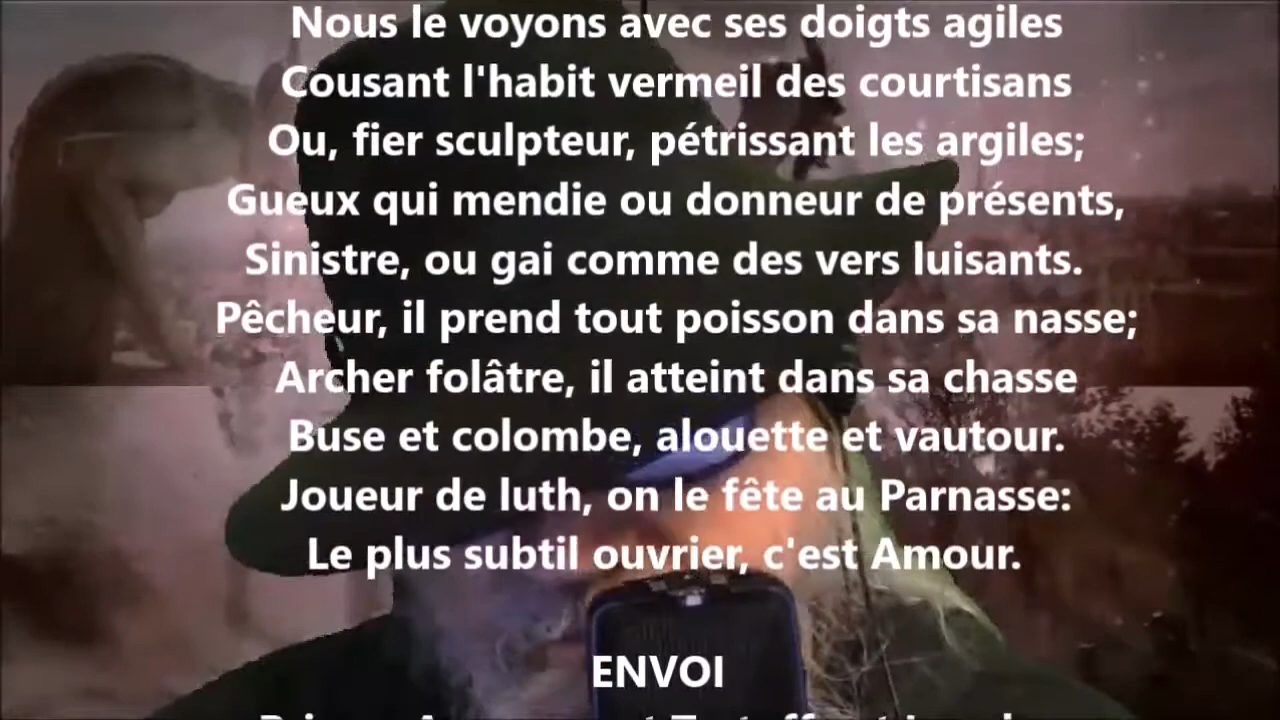 Nous le voyons avec ses doigts agiles
Cousant l'habit vermeil des courtisans
Ou, fier sculpteur, pétrissant les argiles;
Gueux qui mendie ou donneur de présents,
Sinistre, ou gai comme des vers luisants.
Pêcheur, il prend tout poisson dans sa nasse;
Archer folâtre, il atteint dans sa chasse
Buse et colombe, alouette et vautour.
Joueur de luth, on le fête au Parnasse:
Le plus subtil ouvrier, c'est Amour.
ENVOI